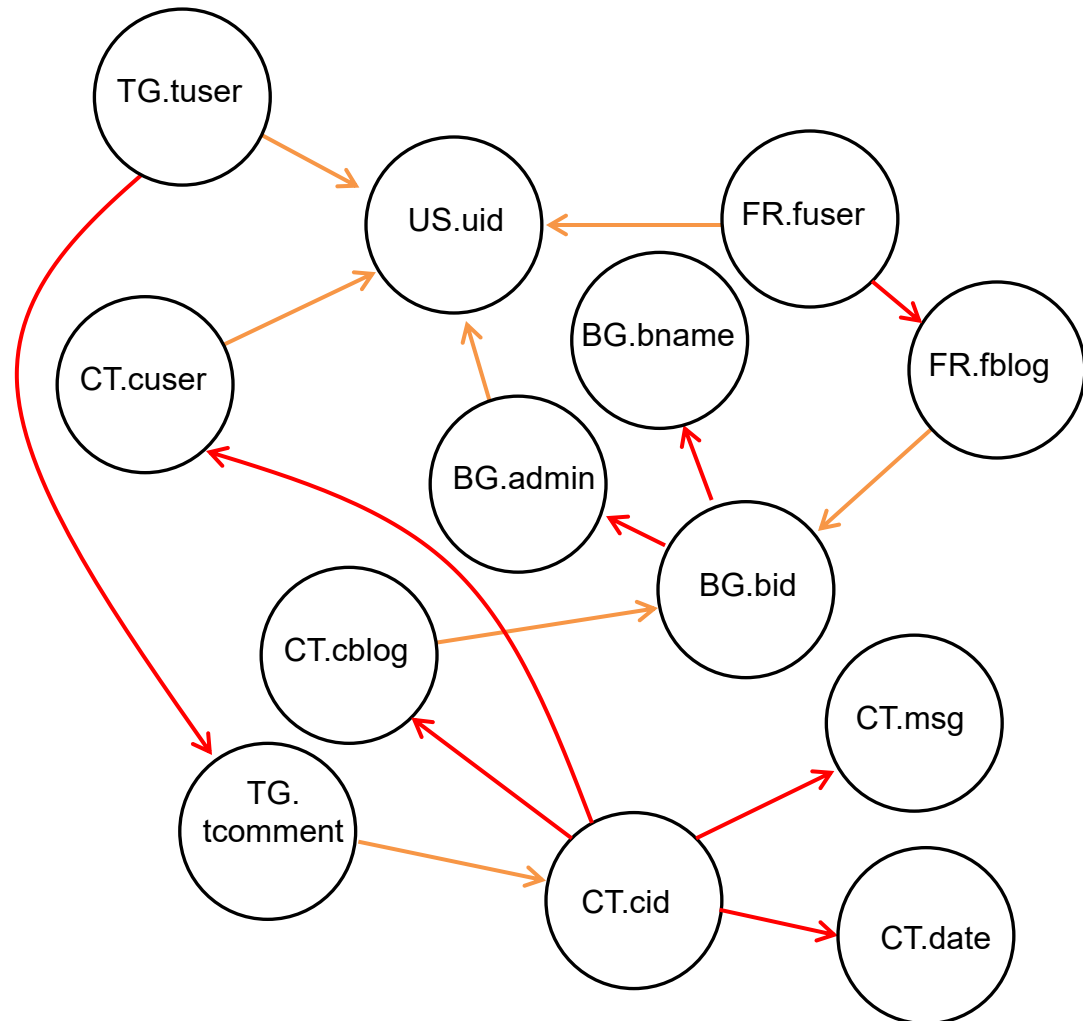 TG.tuser
US.uid
FR.fuser
BG.bname
FR.fblog
CT.cuser
BG.admin
BG.bid
CT.cblog
CT.msg
TG.
tcomment
CT.cid
CT.date